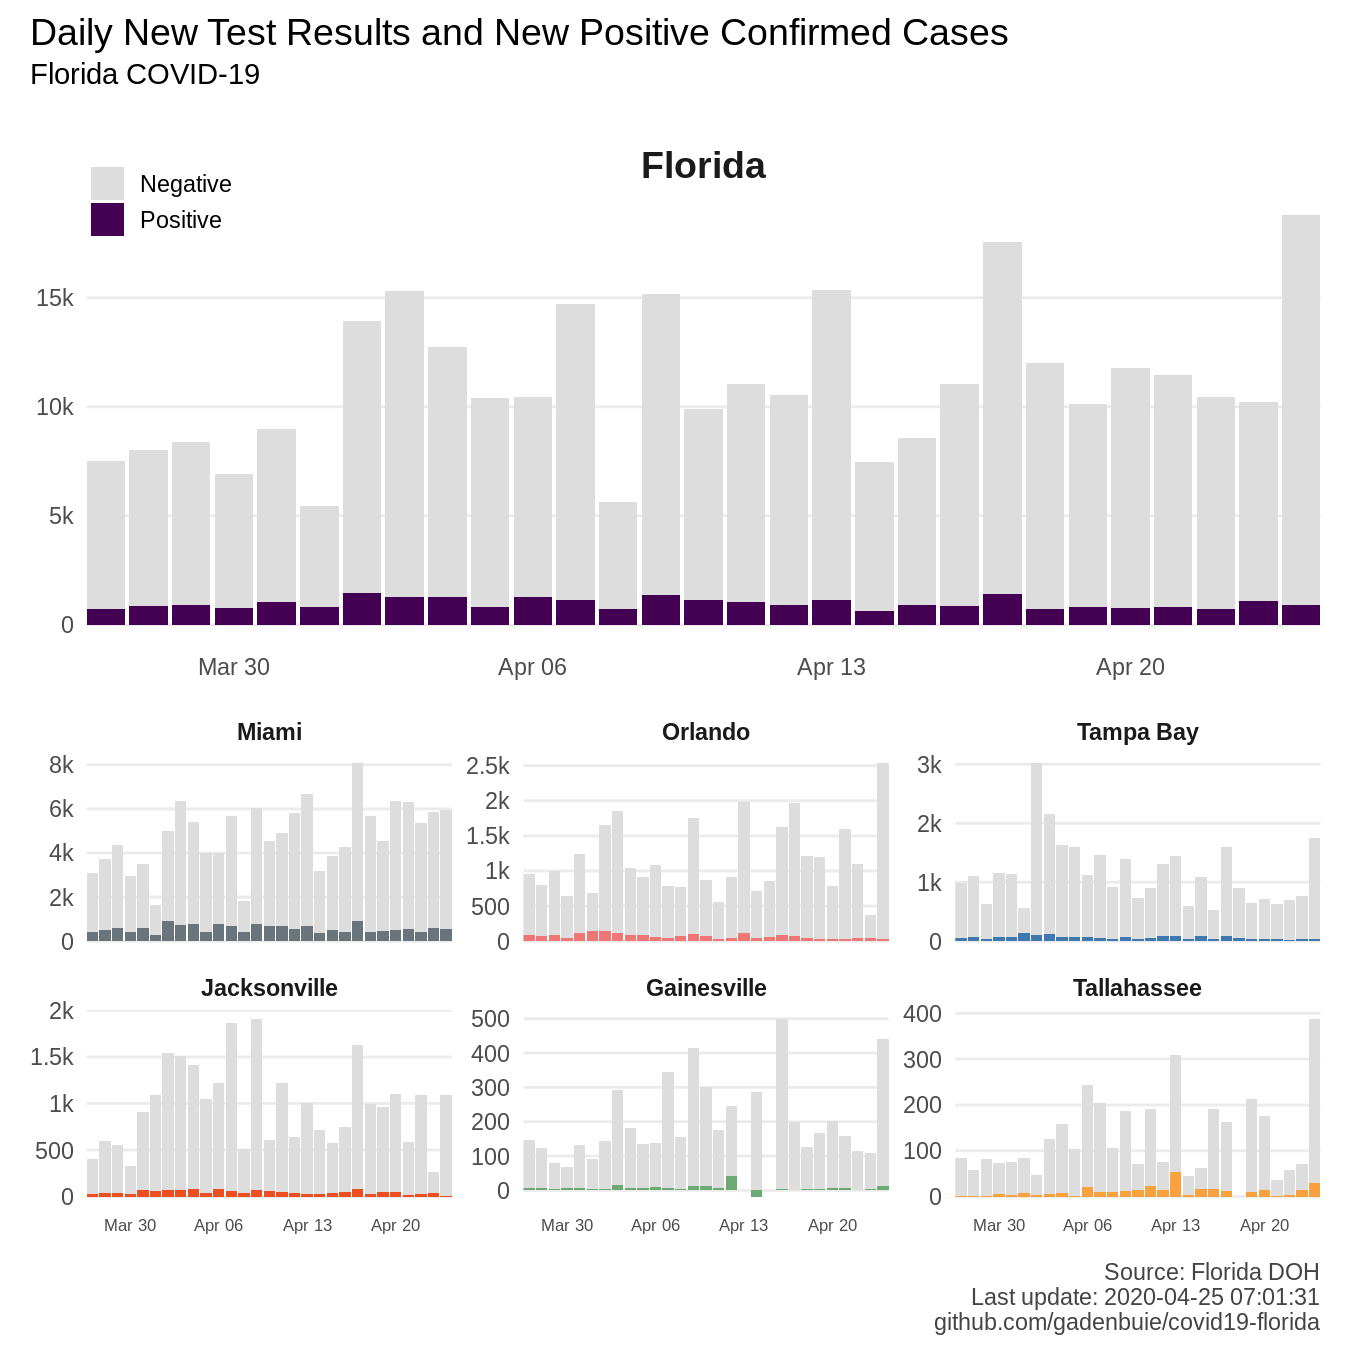 Daily New Test Results and New Positive Confirmed Cases
Florida COVID-19
Florida
Negative
Positive
15k
10k
5k
0
Mar 30 Apr 06 Apr 13 Apr 20
Miami
8k
6k
4k
2k
0
Orlando
2.5k
2k
1.5k
1k
500
0
Tampa Bay
3k
2k
1k
0
Jacksonville
2k
1.5k
1k
500
0
Mar 30 Apr 06 Apr 13 Apr 20
Gainesville
500
400
300
200
100
0
Mar 30 Apr 06 Apr 13 Apr 20
Tallahassee
400
300
200
100
0
Mar 30 Apr 06 Apr 13 Apr 20
Source: Florida DOH
Last update: 2020-04-25 07:01:31
github.com/gadenbuie/covid19-florida